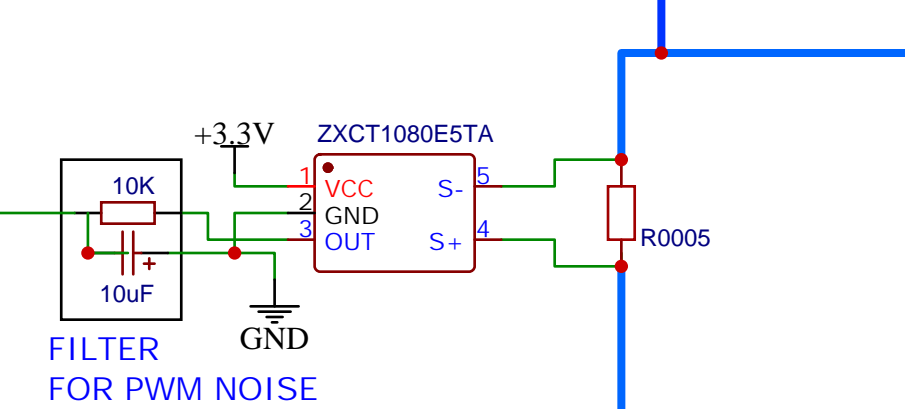 +3.3V
ZXCT1080E5TA
10K
1
VCC
S-
5
2
GND
3
OUT
S+
4
R0005
+
10uF
GND
FILTER
FOR PWM NOISE